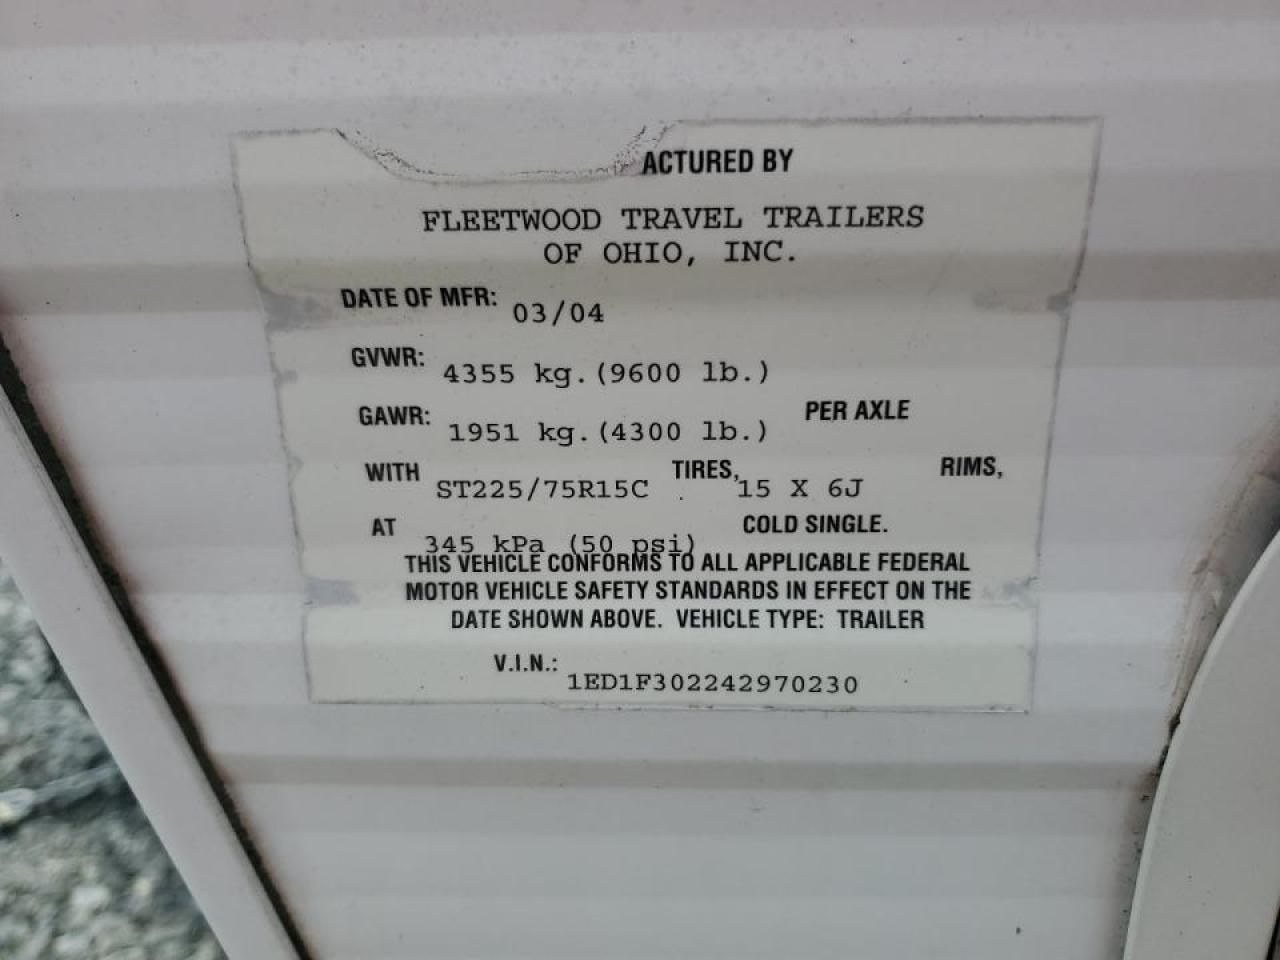 ACTURED BY
FLEETWOOD TRAVEL TRAILERS
OF OHIO, INC.
DATE OF MFR: 03/04
GVWR: 4355 kg.(9600 lb.)
GAWR: 1951 kg.(4300 lb.) PER AXLE
WITH ST225/75R15C TIRES, 15 X 6J RIMS,
AT 345 kPa (50 psi) COLD SINGLE.
THIS VEHICLE CONFORMS TO ALL APPLICABLE FEDERAL
MOTOR VEHICLE SAFETY STANDARDS IN EFFECT ON THE
DATE SHOWN ABOVE. VEHICLE TYPE: TRAILER
V.I.N.: 1ED1F302242970230